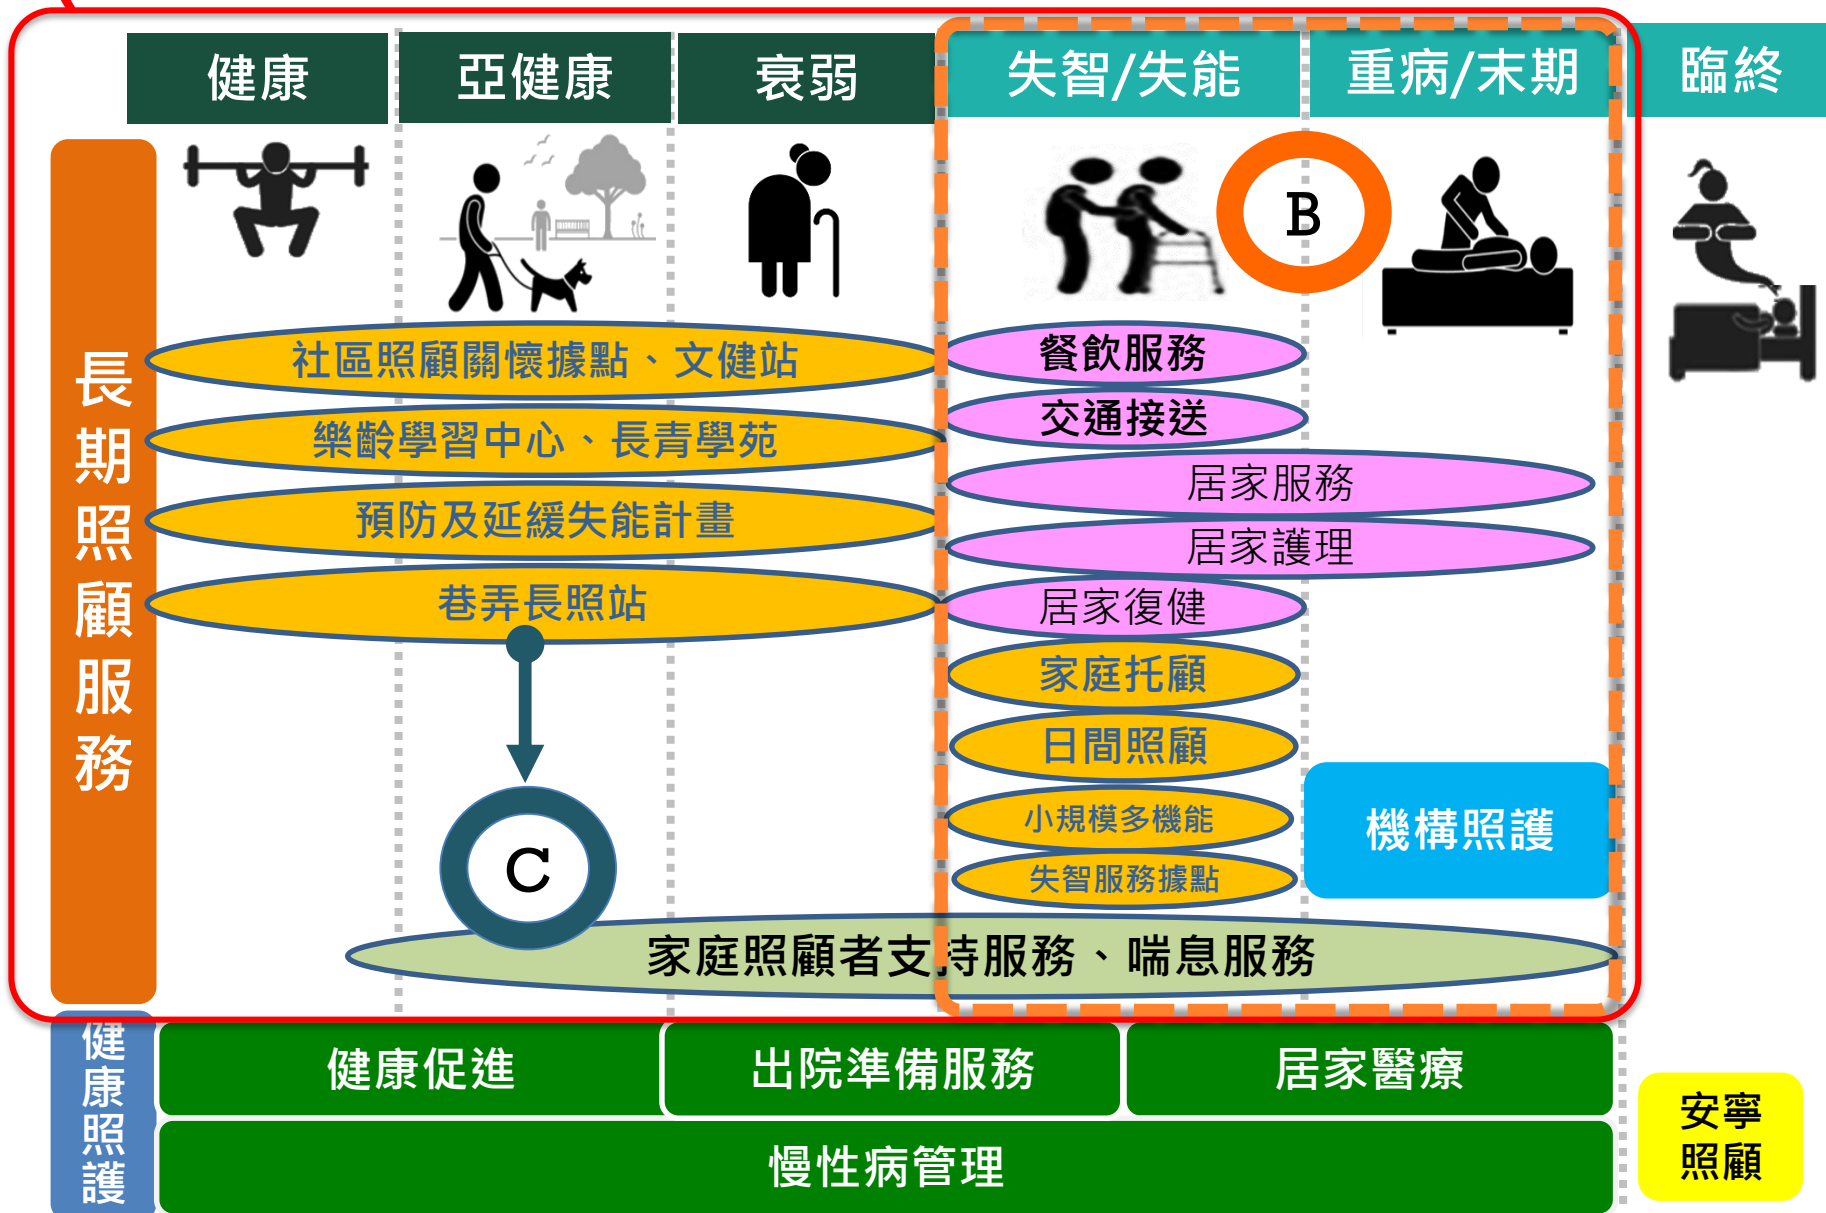 健康
亞健康
衰弱
失智/失能
重病/末期
臨終
B
長期照顧服務
社區照顧關懷據點、文健站
樂齡學習中心、長青學苑
預防及延緩失能計畫
巷弄長照站
C
餐飲服務
交通接送
居家服務
居家護理
居家復健
家庭托顧
日間照顧
小規模多機能
失智服務據點
機構照護
家庭照顧者支持服務、喘息服務
健康照護
健康促進
出院準備服務
居家醫療
慢性病管理
安寧
照顧